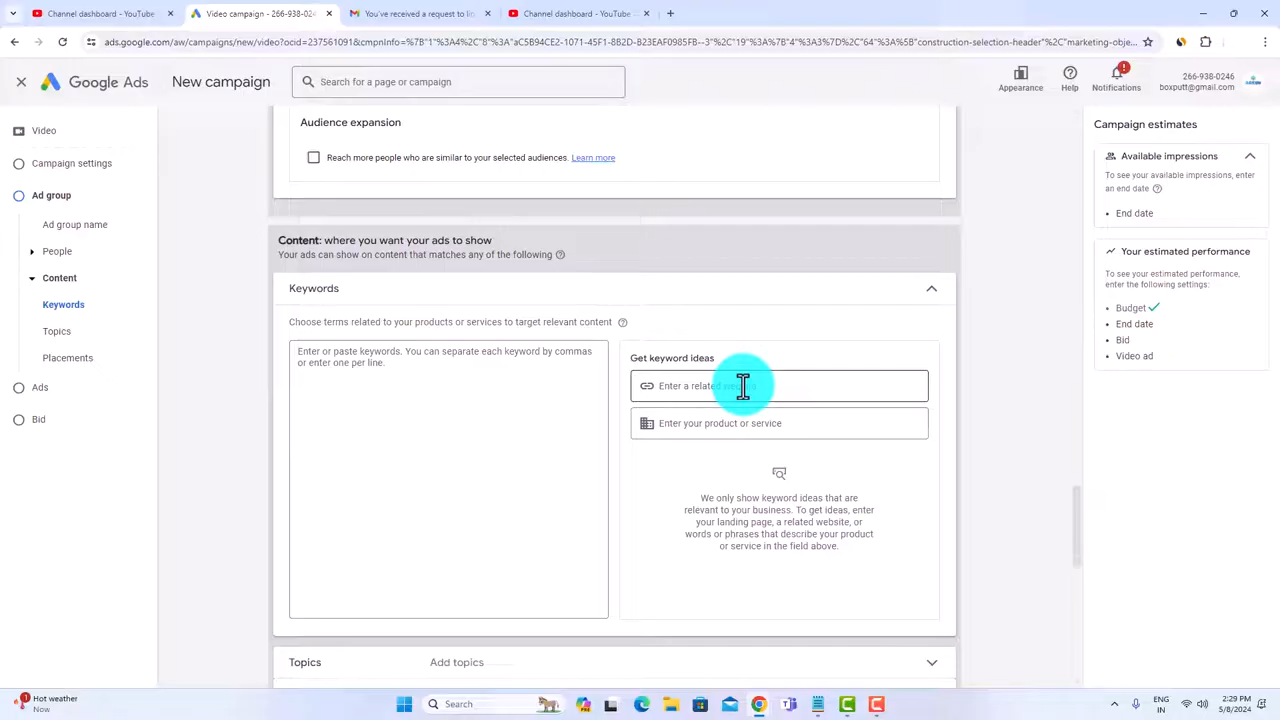 Channel dashboard - YouTube
Video campaign - 266-938-024
You've received a request to li
Channel dashboard - YouTube
ads.google.com/aw/campaigns/new/video?ocid=237561091&cmpnInfo=%7B"1"%3A4%2C"8"%3A"aC5B94CE2-1071-45F1-8B2D-B23EAF0985FB--3"%2C"19"%3A%7B"4"%3A3%7D%2C"64"%3A%5B"construction-selection-header"%2C"marketing-obje...
Google Ads
New campaign
Search for a page or campaign
Appearance
Help
Notifications
266-938-0246
boxputt@gmail.com
Video
Campaign settings
Ad group
Ad group name
People
Content
Keywords
Topics
Placements
Ads
Bid
Audience expansion
Reach more people who are similar to your selected audiences. Learn more
Content: where you want your ads to show
Your ads can show on content that matches any of the following
Keywords
Choose terms related to your products or services to target relevant content
Enter or paste keywords. You can separate each keyword by commas
or enter one per line.
Get keyword ideas
Enter a related website
Enter your product or service
We only show keyword ideas that are
relevant to your business. To get ideas, enter
your landing page, a related website, or
words or phrases that describe your product
or service in the field above.
Topics
Add topics
Campaign estimates
Available impressions
To see your available impressions, enter
an end date
• End date
Your estimated performance
To see your estimated performance,
enter the following settings:
• Budget
• End date
• Bid
• Video ad
Hot weather
Now
Search
ENG
IN
2:29 PM
5/8/2024